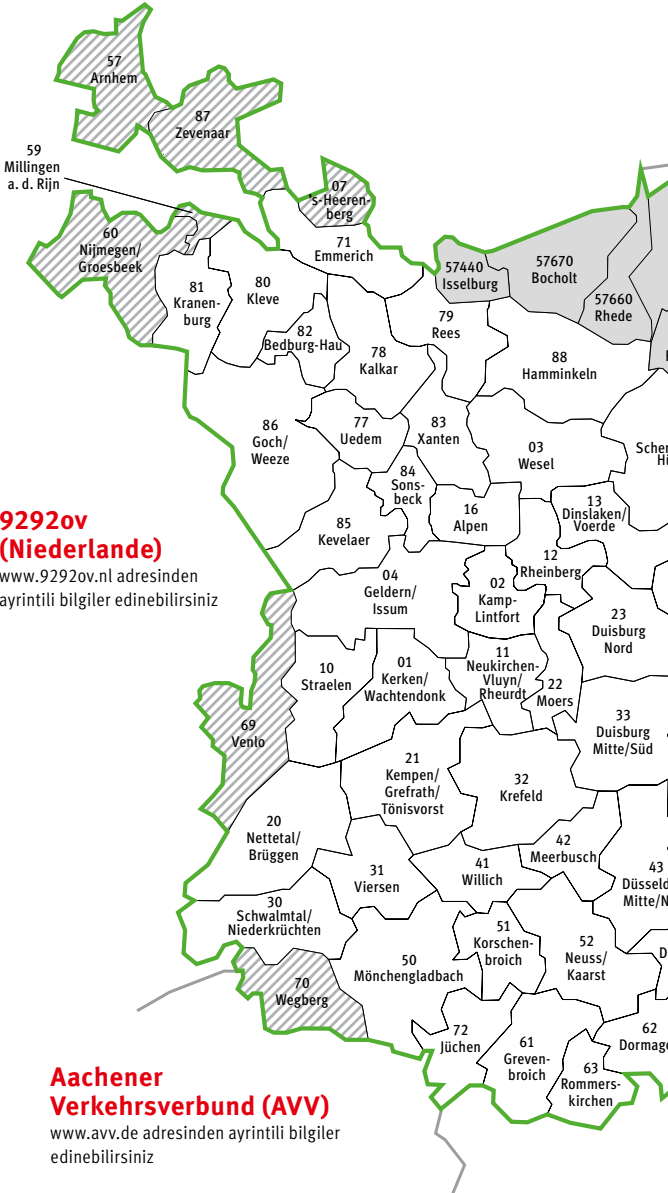 57
Arnhem
87
Zevenaar
59
Millingen
a. d. Rijn
07
's-Heeren-
berg
60
Nijmegen/
Groesbeek
71
Emmerich
57440
Isselburg
57670
Bocholt
57660
Rhede
81
Kranen-
burg
80
Kleve
82
Bedburg-Hau
79
Rees
78
Kalkar
88
Hamminkeln
86
Goch/
Weeze
77
Uedem
83
Xanten
03
Wesel
84
Sons-
beck
85
Kevelaer
16
Alpen
13
Dinslaken/
Voerde
9292ov
(Niederlande)
www.9292ov.nl adresinden
ayrintili bilgiler edinebilirsiniz
04
Geldern/
Issum
02
Kamp-
Lintfort
12
Rheinberg
23
Duisburg
Nord
10
Straelen
01
Kerken/
Wachtendonk
11
Neukirchen-
Vluyn/
Rheurdt
22
Moers
69
Venlo
33
Duisburg
Mitte/Süd
21
Kempen/
Grefrath/
Tönisvorst
32
Krefeld
20
Nettetal/
Brüggen
31
Viersen
41
Willich
42
Meerbusch
43
Düsseld
Mitte/N
30
Schwalmtal/
Niederkrüchten
50
Mönchengladbach
51
Korschen-
broich
52
Neuss/
Kaarst
70
Wegberg
72
Jüchen
61
Greven-
broich
62
Dormage
63
Rommers-
kirchen
Aachener
Verkehrsverbund (AVV)
www.avv.de adresinden ayrintili bilgiler
edinebilirsiniz